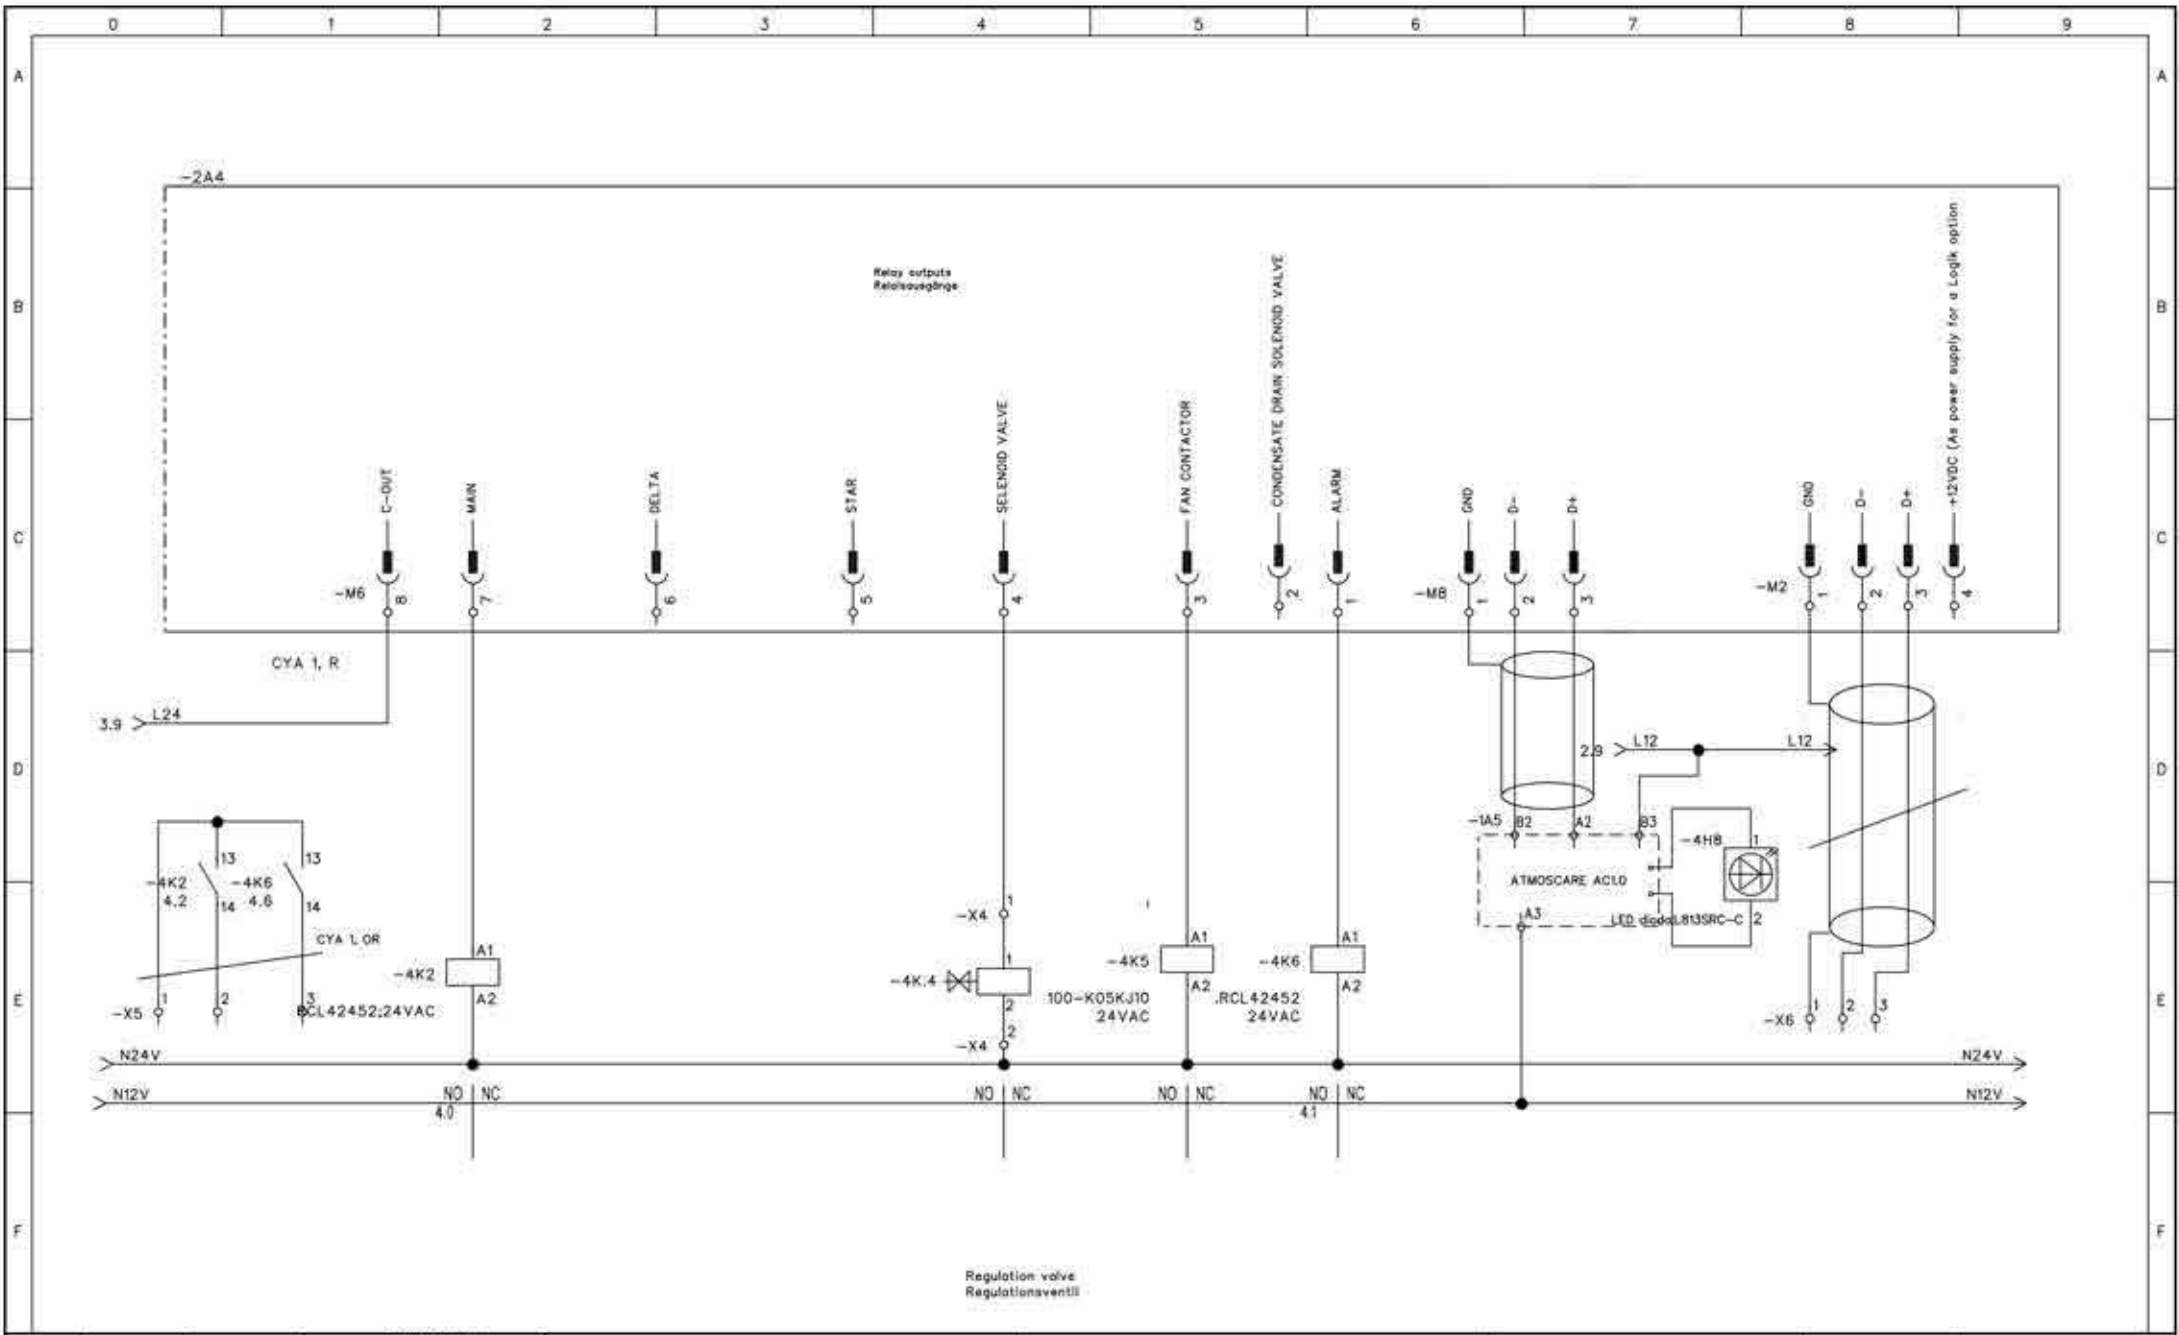 0 1 2 3 4 5 6 7 8 9
A A
-2A4
Relay outputs
Relaisausgänge
B B
C-OUT
MAIN
DELTA
STAR
SELENOID VALVE
FAN CONTACTOR
CONDENSATE DRAIN SOLENOID VALVE
ALARM
GND
D-
D+
GND
D-
D+
+12VDC (As power supply for a Logik option
C C
-M6 8 7 6 5 4 3 2 1
-M8 1 2 3
-M2 1 2 3 4
CYA 1, R
3.9 L24
2.9 L12 L12
D D
-1A5 B2 A2 B3
-4H8 1
ATMOSCARE AC1.0
A3
LED diodaL813SRC-C 2
13 13
-4K2 -4K6
4.2 4.6
14 14
CYA 1, OR
-X5 1 2 3
A1
-4K2
A2
RCL42452;24VAC
-X4 1
1
-4K.4
2
-X4 2
A1
-4K5
A2
100-K05KJ10
24VAC
A1
-4K6
A2
.RCL42452
24VAC
E E
-X6 1 2 3
N24V N24V
N12V N12V
NO NC NO NC NO NC NO NC
4.0 4.1
F F
Regulation valve
Regulationsventil